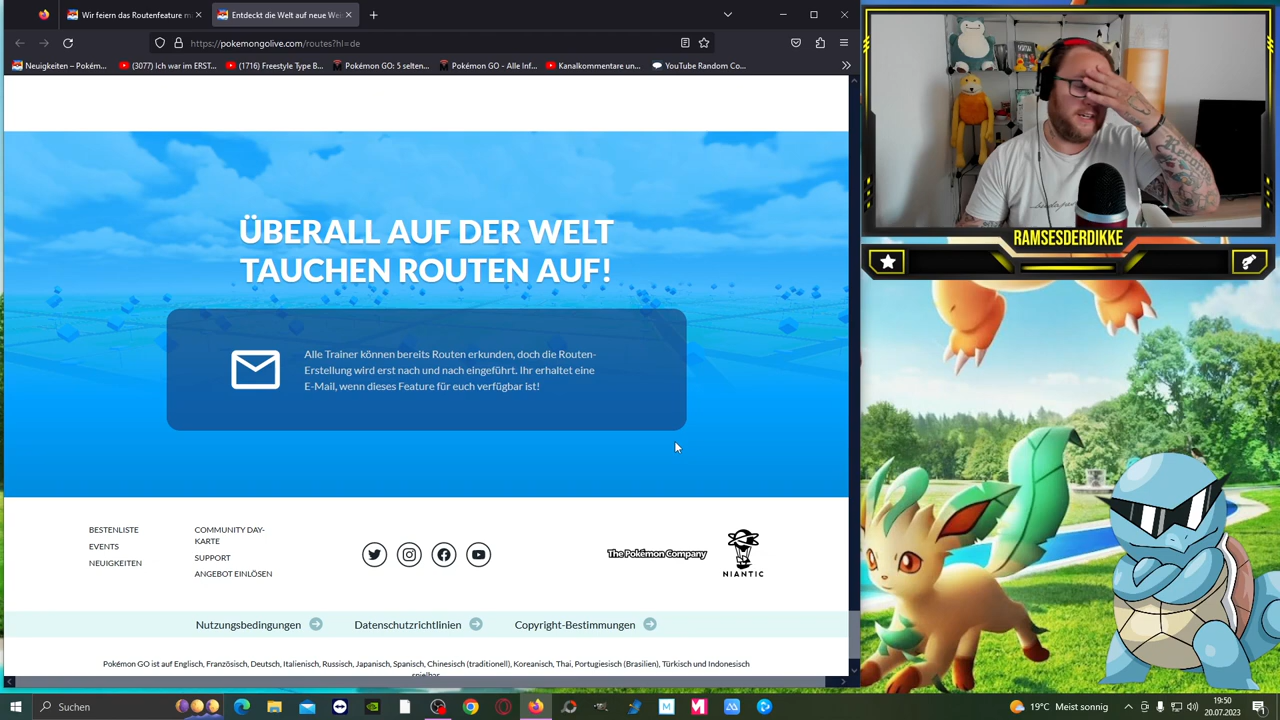 Wir feiern das Routenfeature mi
Entdeckt die Welt auf neue Wei
https://pokemongolive.com/routes?hl=de
Neuigkeiten – Pokém...
(3077) Ich war im ERST...
(1716) Freestyle Type B...
Pokémon GO: 5 selten...
Pokémon GO - Alle Inf...
Kanalkommentare un...
YouTube Random Co...
ÜBERALL AUF DER WELT
TAUCHEN ROUTEN AUF!
Alle Trainer können bereits Routen erkunden, doch die Routen-
Erstellung wird erst nach und nach eingeführt. Ihr erhaltet eine
E-Mail, wenn dieses Feature für euch verfügbar ist!
BESTENLISTE
EVENTS
NEUIGKEITEN
COMMUNITY DAY-
KARTE
SUPPORT
ANGEBOT EINLÖSEN
The Pokémon Company
NIANTIC
Nutzungsbedingungen
Datenschutzrichtlinien
Copyright-Bestimmungen
Pokémon GO ist auf Englisch, Französisch, Deutsch, Italienisch, Russisch, Japanisch, Spanisch, Chinesisch (traditionell), Koreanisch, Thai, Portugiesisch (Brasilien), Türkisch und Indonesisch
spielbar.
RAMSESDERDIKKE
Suchen
19°C Meist sonnig
19:50
20.07.2023
1